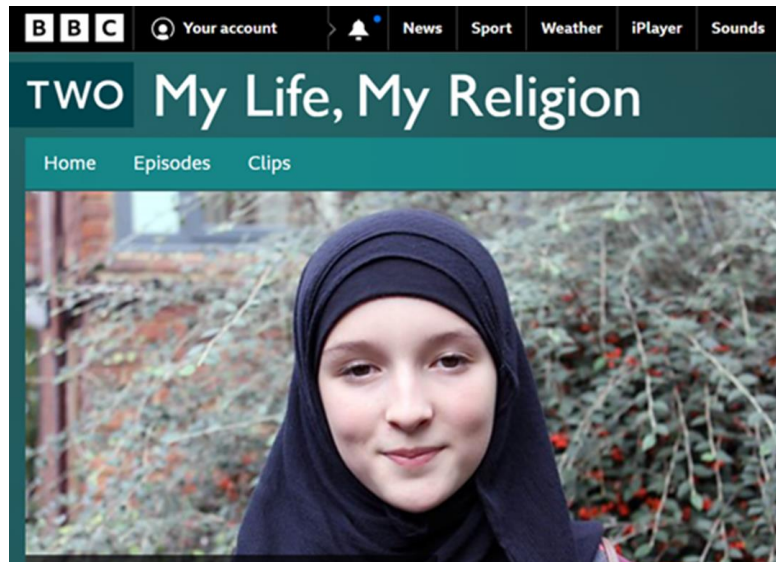 BBC Your account News Sport Weather iPlayer Sounds
TWO My Life, My Religion
Home Episodes Clips